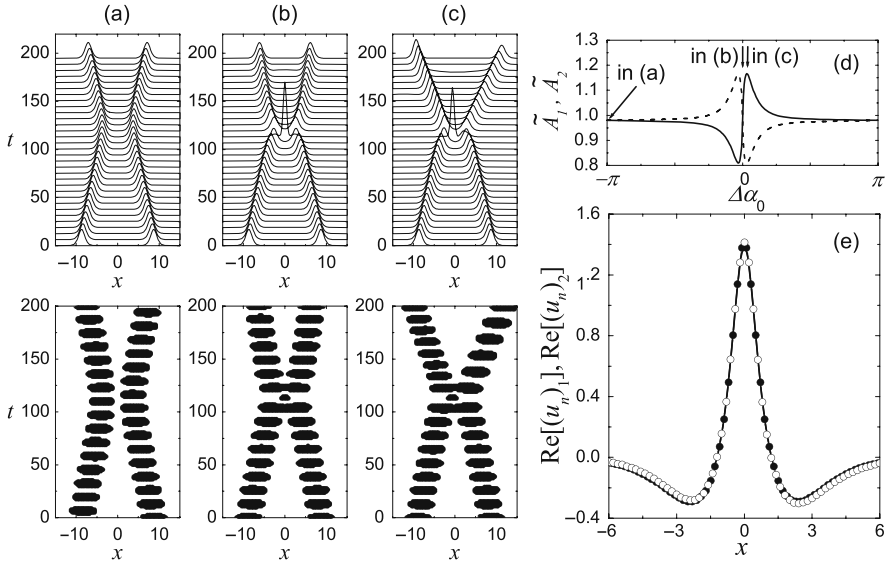 (a)
(b)
(c)
200
150
t
100
50
0
−10 0 10
−10 0 10
−10 0 10
x
x
x
200
150
t
100
50
0
−10 0 10
−10 0 10
−10 0 10
x
x
x
1.3
1.2
1.1
1.0
0.9
0.8
Ã₁, Ã₂
in (a)
in (b)
in (c)
(d)
−π 0 π
Δα₀
1.6
1.2
0.8
0.4
0.0
−0.4
Re[(uₙ)₁], Re[(uₙ)₂]
(e)
−6 −3 0 3 6
x